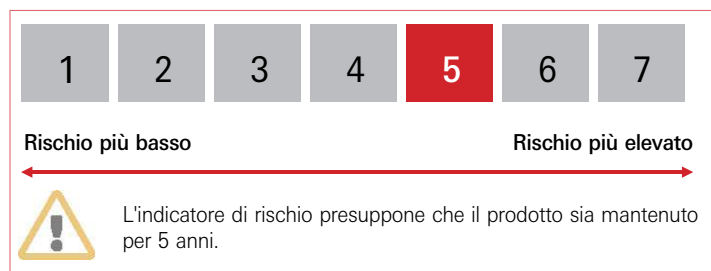 1 2 3 4 5 6 7
Rischio più basso Rischio più elevato
L'indicatore di rischio presuppone che il prodotto sia mantenuto
per 5 anni.